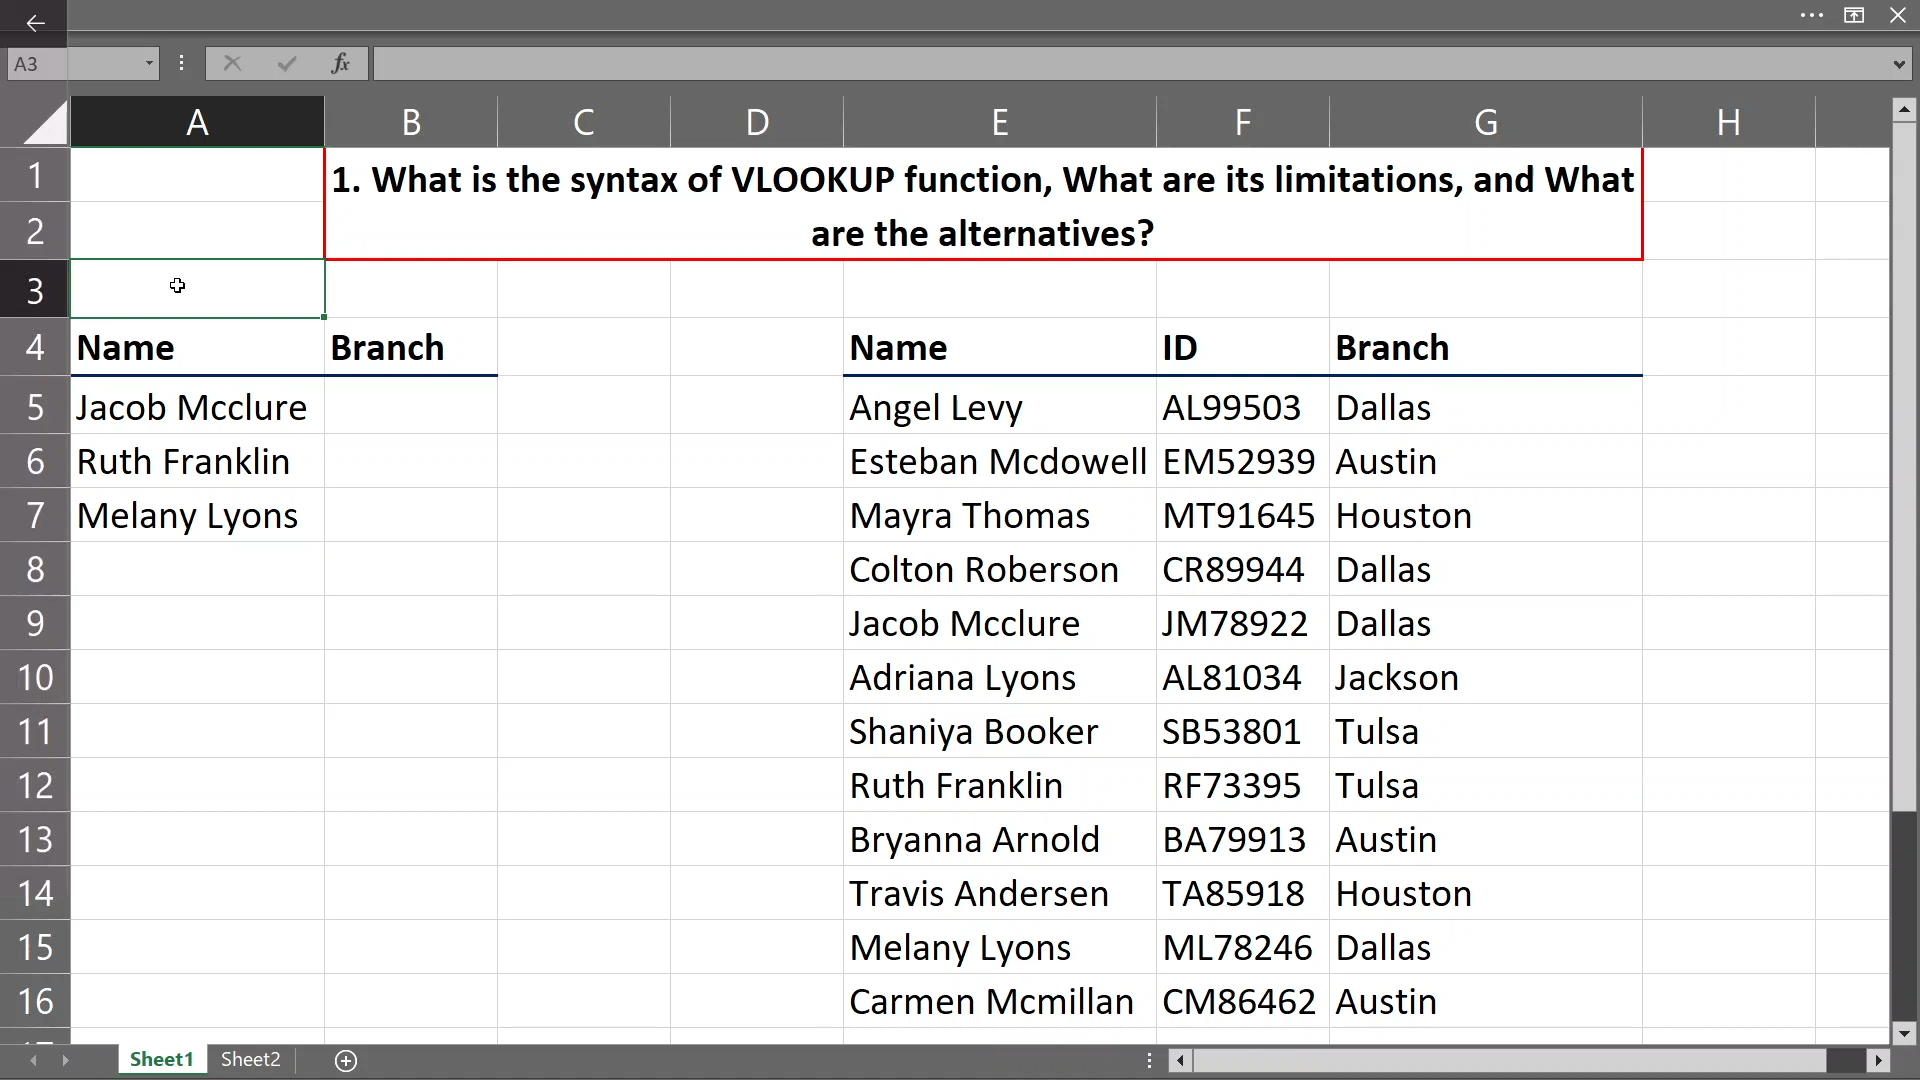 A3
fx
A B C D E F G H
1 1. What is the syntax of VLOOKUP function, What are its limitations, and What
2 are the alternatives?
3
4 Name Branch Name ID Branch
5 Jacob Mcclure Angel Levy AL99503 Dallas
6 Ruth Franklin Esteban Mcdowell EM52939 Austin
7 Melany Lyons Mayra Thomas MT91645 Houston
8 Colton Roberson CR89944 Dallas
9 Jacob Mcclure JM78922 Dallas
10 Adriana Lyons AL81034 Jackson
11 Shaniya Booker SB53801 Tulsa
12 Ruth Franklin RF73395 Tulsa
13 Bryanna Arnold BA79913 Austin
14 Travis Andersen TA85918 Houston
15 Melany Lyons ML78246 Dallas
16 Carmen Mcmillan CM86462 Austin
Sheet1 Sheet2